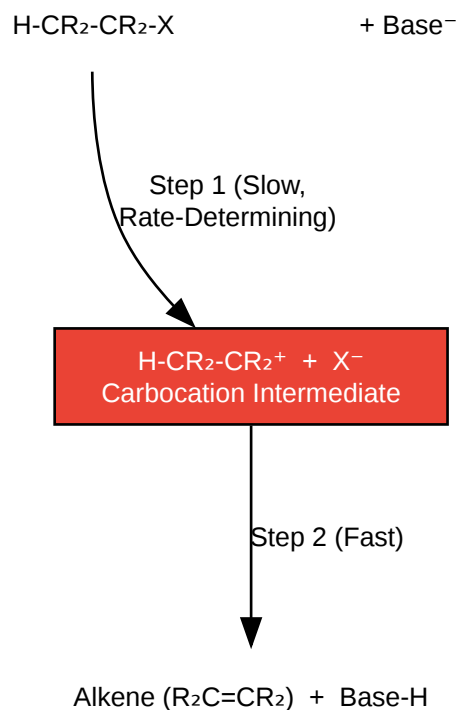 H-CR₂-CR₂-X + Base⁻
Step 1 (Slow,
Rate-Determining)
H-CR₂-CR₂⁺ + X⁻
Carbocation Intermediate
Step 2 (Fast)
Alkene (R₂C=CR₂) + Base-H